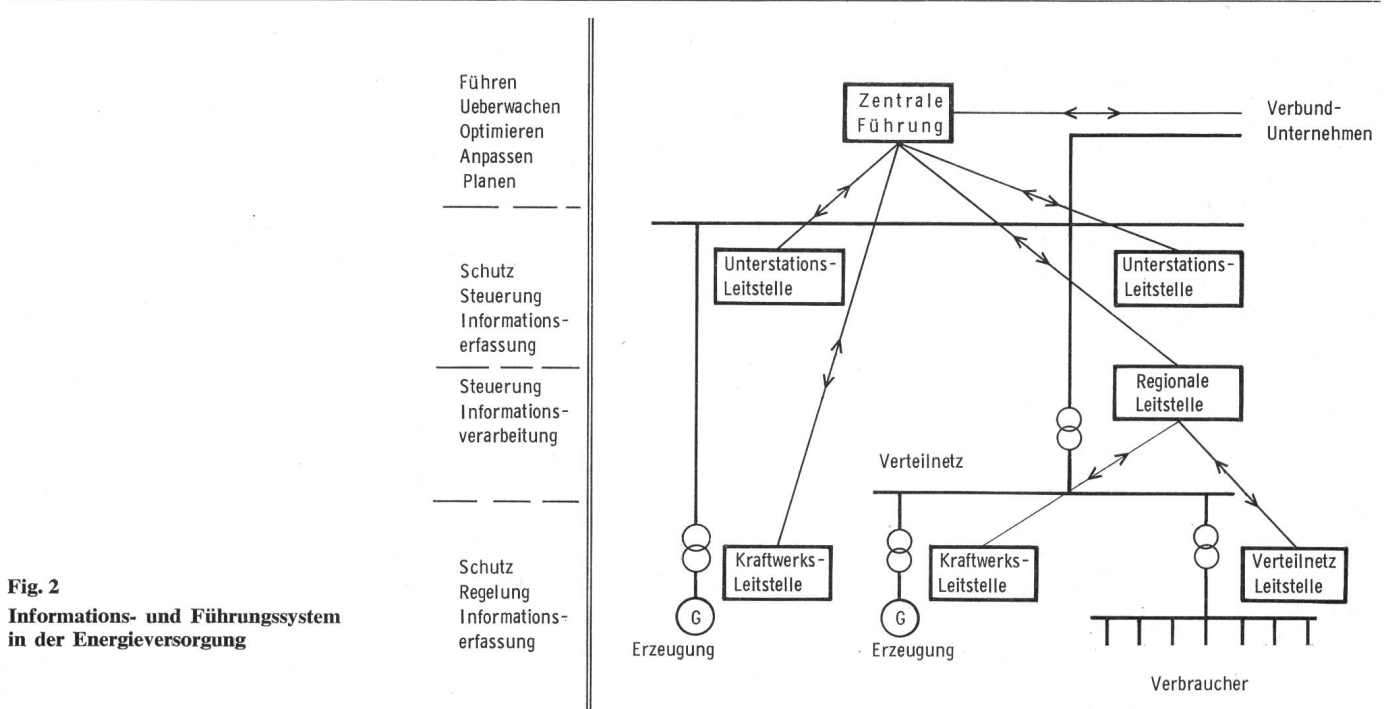 Führen
Ueberwachen
Optimieren
Anpassen
Planen
Schutz
Steuerung
Informations-
erfassung
Steuerung
Informations-
verarbeitung
Schutz
Regelung
Informations-
erfassung
Fig. 2
Informations- und Führungssystem
in der Energieversorgung
Zentrale
Führung
Verbund-
Unternehmen
Unterstations-
Leitstelle
Unterstations-
Leitstelle
Regionale
Leitstelle
Verteilnetz
Kraftwerks-
Leitstelle
Kraftwerks-
Leitstelle
Verteilnetz
Leitstelle
G
Erzeugung
G
Erzeugung
Verbraucher